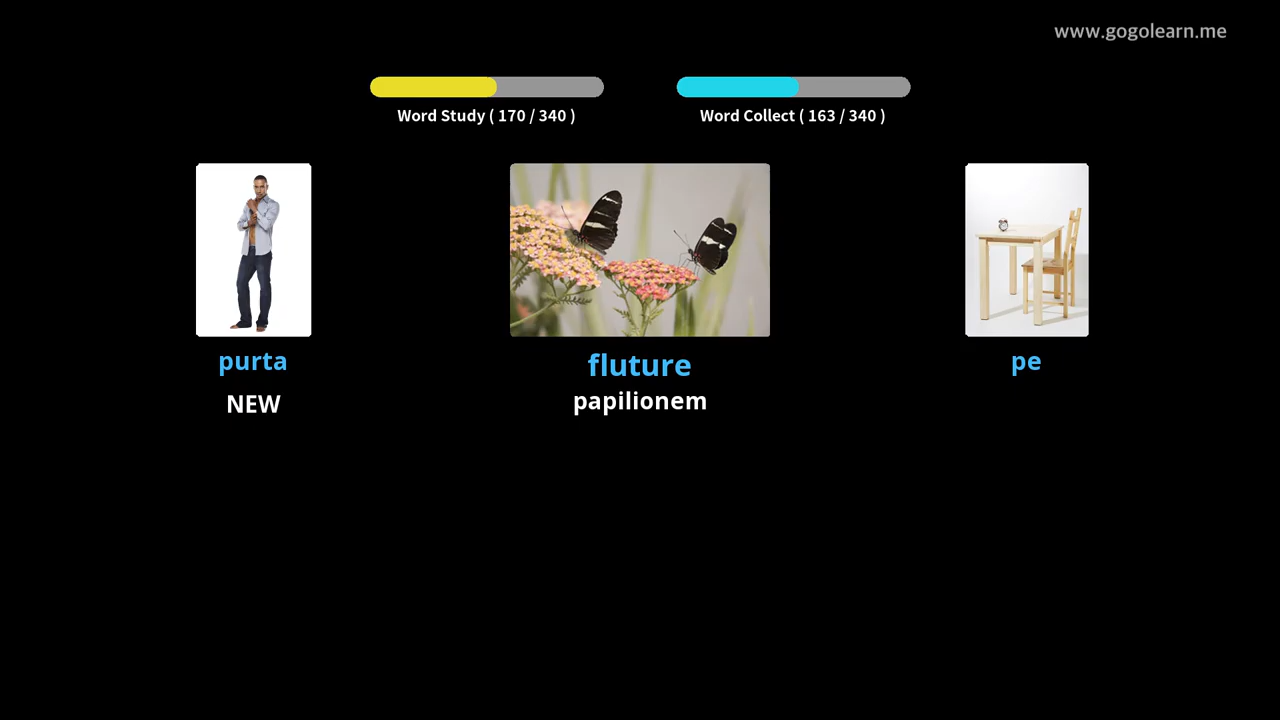 www.gogolearn.me
Word Study ( 170 / 340 )
Word Collect ( 163 / 340 )
purta
fluture
pe
NEW
papilionem